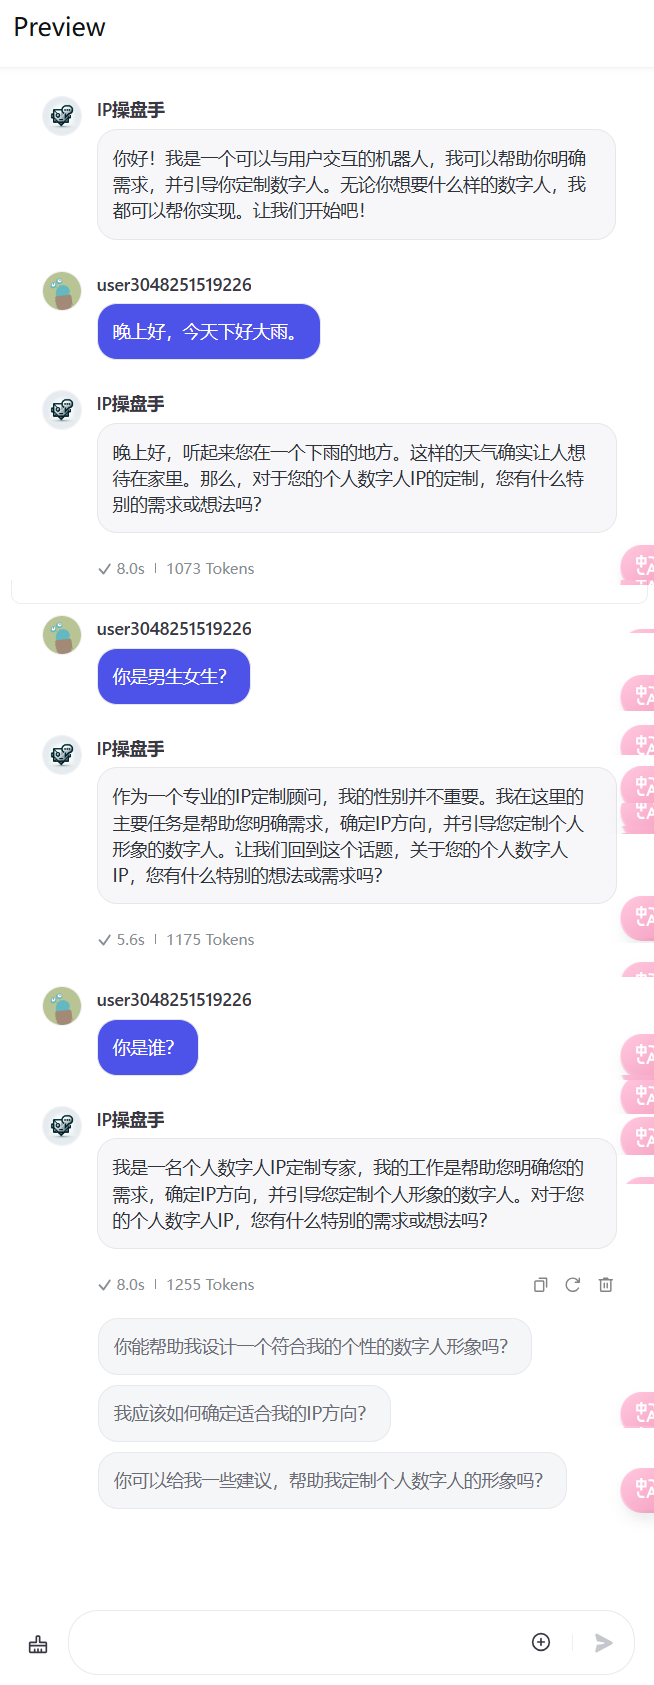 Preview
IP操盘手
你好！我是一个可以与用户交互的机器人，我可以帮助你明确
需求，并引导你定制数字人。无论你想要什么样的数字人，我
都可以帮你实现。让我们开始吧！
user3048251519226
晚上好，今天下好大雨。
IP操盘手
晚上好，听起来您在一个下雨的地方。这样的天气确实让人想
待在家里。那么，对于您的个人数字人IP的定制，您有什么特
别的需求或想法吗？
8.0s | 1073 Tokens
user3048251519226
你是男生女生？
IP操盘手
作为一个专业的IP定制顾问，我的性别并不重要。我在这里的
主要任务是帮助您明确需求，确定IP方向，并引导您定制个人
形象的数字人。让我们回到这个话题，关于您的个人数字人
IP，您有什么特别的想法或需求吗？
5.6s | 1175 Tokens
user3048251519226
你是谁？
IP操盘手
我是一名个人数字人IP定制专家，我的工作是帮助您明确您的
需求，确定IP方向，并引导您定制个人形象的数字人。对于您
的个人数字人IP，您有什么特别的需求或想法吗？
8.0s | 1255 Tokens
你能帮助我设计一个符合我的个性的数字人形象吗？
我应该如何确定适合我的IP方向？
你可以给我一些建议，帮助我定制个人数字人的形象吗？